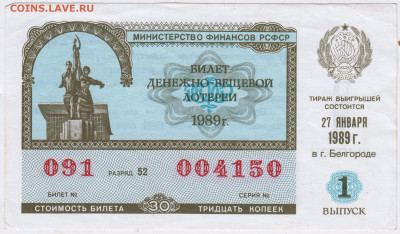 COINS.LAVE.RU
МИНИСТЕРСТВО ФИНАНСОВ РСФСР
БИЛЕТ
ДЕНЕЖНО-ВЕЩЕВОЙ
ЛОТЕРЕИ
1989 г.
ТИРАЖ ВЫИГРЫШЕЙ
СОСТОИТСЯ
27 ЯНВАРЯ
1989 г.
в г. Белгороде
091 РАЗРЯД 52 004150
БИЛЕТ № СЕРИЯ №
СТОИМОСТЬ БИЛЕТА 30 ТРИДЦАТЬ КОПЕЕК
1
ВЫПУСК